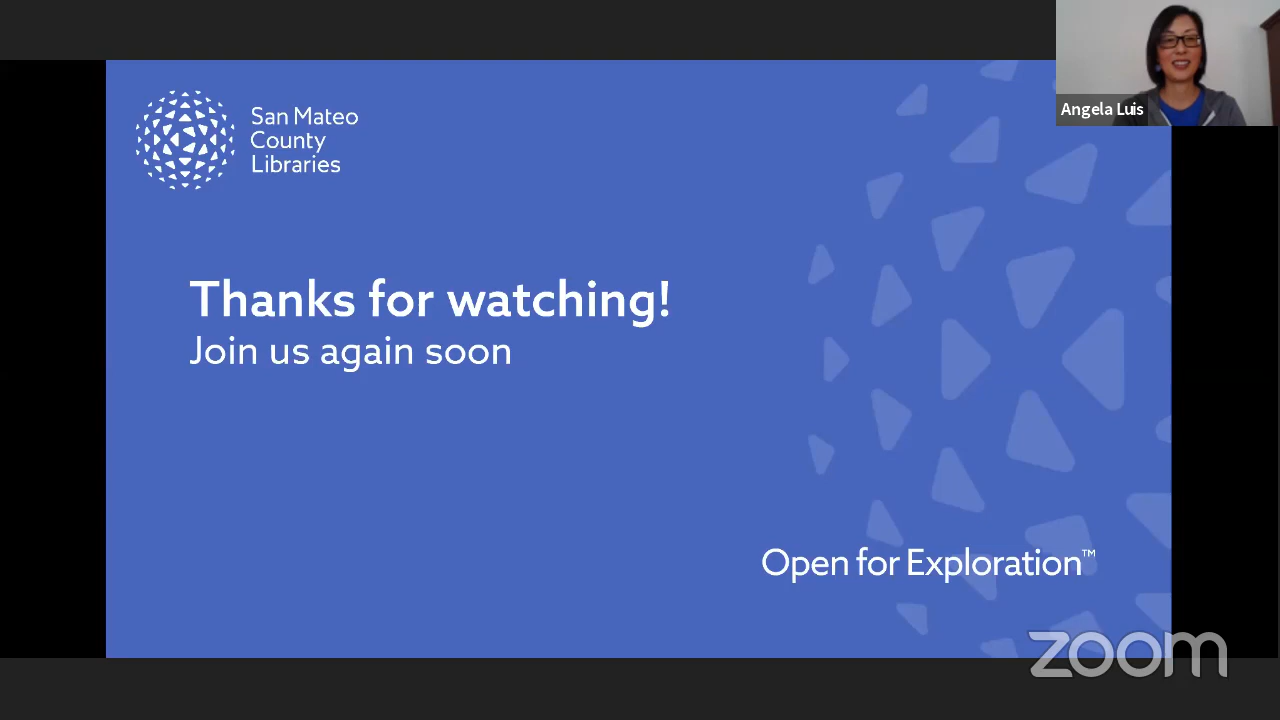 San Mateo
County
Libraries
Angela Luis
Thanks for watching!
Join us again soon
Open for Exploration™
zoom